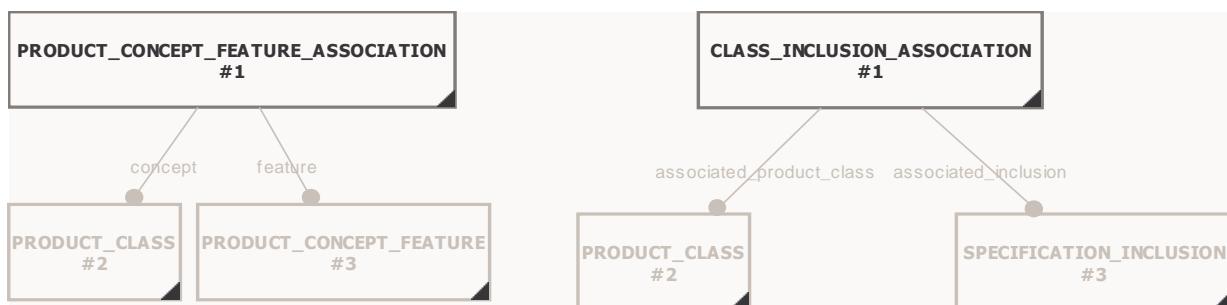 PRODUCT_CONCEPT_FEATURE_ASSOCIATION
#1
CLASS_INCLUSION_ASSOCIATION
#1
concept
feature
associated_product_class
associated_inclusion
PRODUCT_CLASS
#2
PRODUCT_CONCEPT_FEATURE
#3
PRODUCT_CLASS
#2
SPECIFICATION_INCLUSION
#3